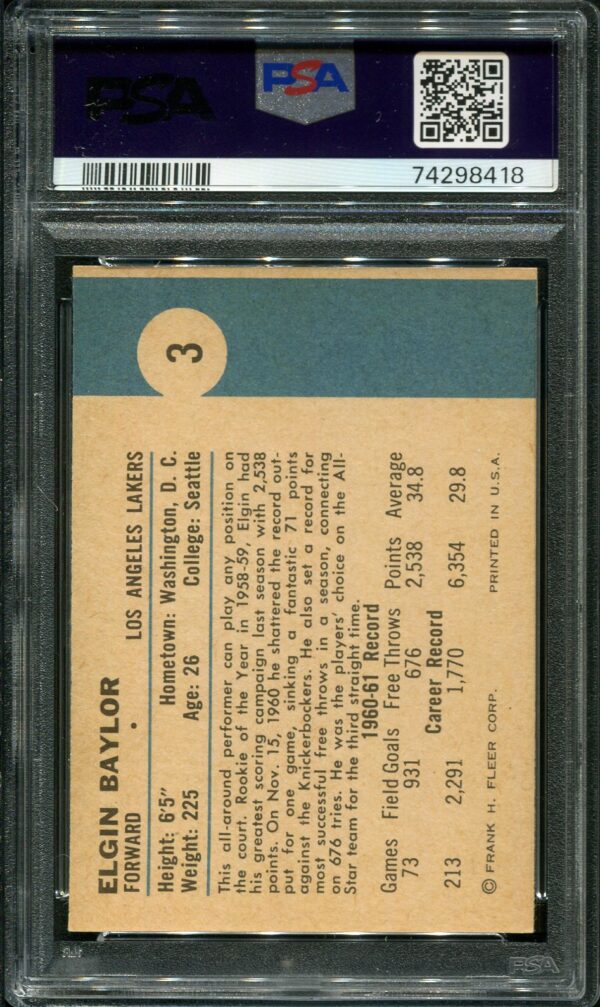 PSA
PSA
74298418
3
ELGIN BAYLOR
FORWARD LOS ANGELES LAKERS
Height: 6'5" Hometown: Washington, D. C.
Weight: 225 Age: 26 College: Seattle
This all-around performer can play any position on
the court. Rookie of the Year in 1958-59, Elgin had
his greatest scoring campaign last season with 2,538
points. On Nov. 15, 1960 he shattered the record out-
put for one game, sinking a fantastic 71 points
against the Knickerbockers. He also set a record for
most successful free throws in a season, connecting
on 676 tries. He was the players' choice on the All-
Star team for the third straight time.
1960-61 Record
Games Field Goals Free Throws Points Average
73 931 676 2,538 34.8
Career Record
213 2,291 1,770 6,354 29.8
© FRANK H. FLEER CORP. PRINTED IN U.S.A.
PSA